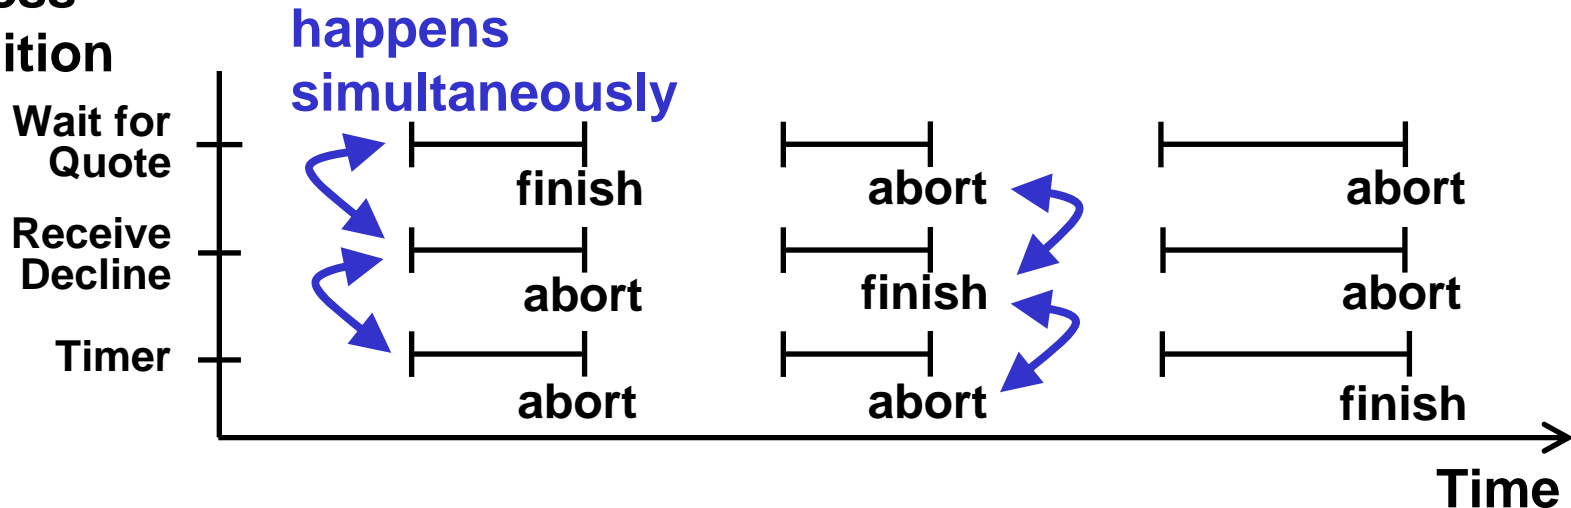 happens
ition
simultaneously
Wait for
Quote
finish
abort
abort
Receive
Decline
abort
finish
abort
Timer
abort
abort
finish
Time